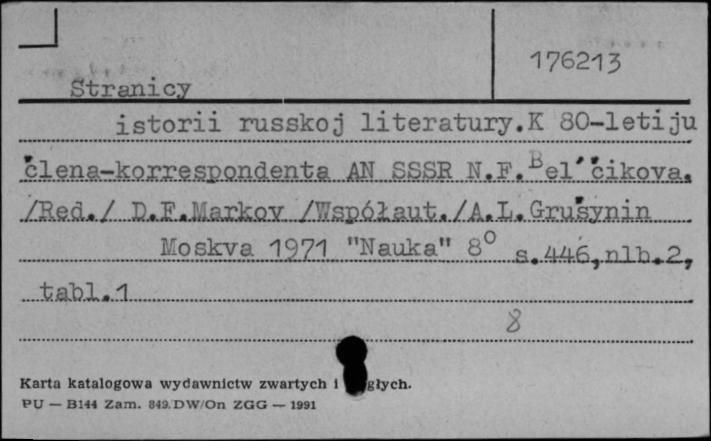 176213
Stranicy
istorii russkoj literatury.K 80-letiju
člena-korrespondenta AN SSSR N.F.Bel´čikova.
/Red./ D.F.Markov /Współaut./A.L.Grušynin
Moskva 1971 "Nauka" 8° s.446,nlb.2,
tabl.1
8
Karta katalogowa wydawnictw zwartych i
PU — B144 Zam. 849.DW/On ZGG — 1991